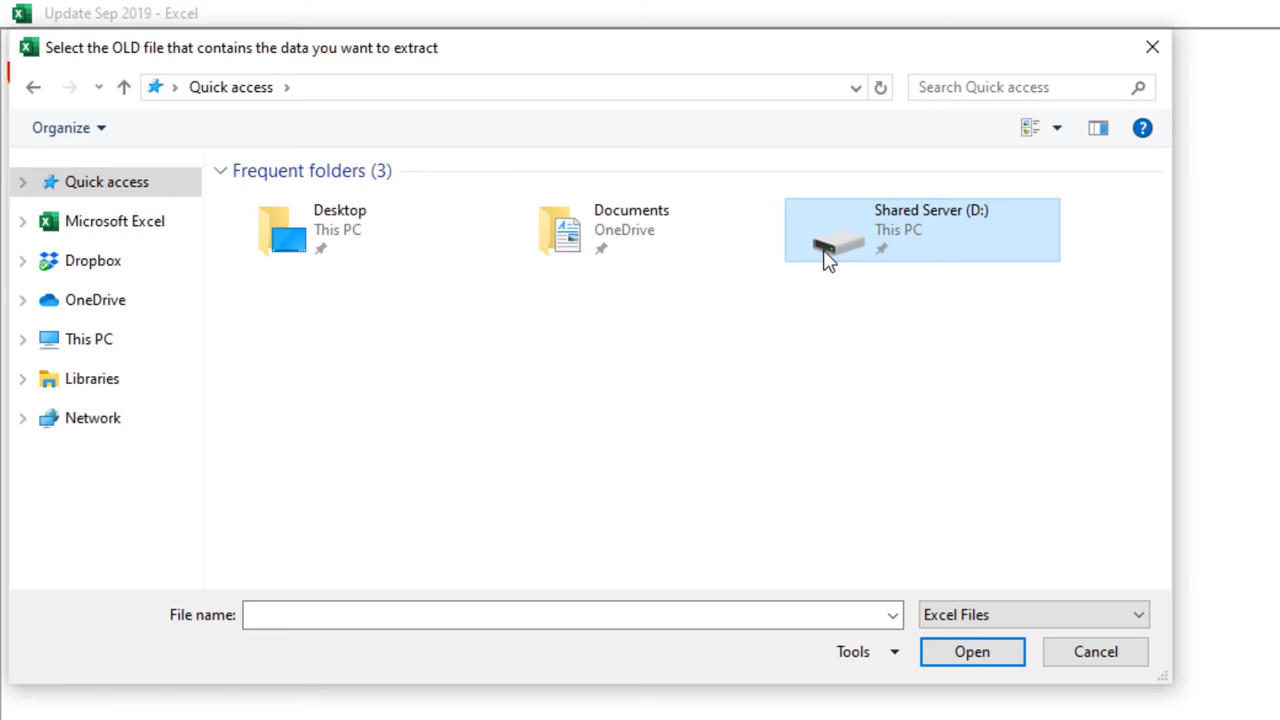 Update Sep 2019 - Excel
Select the OLD file that contains the data you want to extract
Quick access
Search Quick access
Organize
Quick access
Microsoft Excel
Dropbox
OneDrive
This PC
Libraries
Network
Frequent folders (3)
Desktop
This PC
Documents
OneDrive
Shared Server (D:)
This PC
File name:
Excel Files
Tools
Open
Cancel